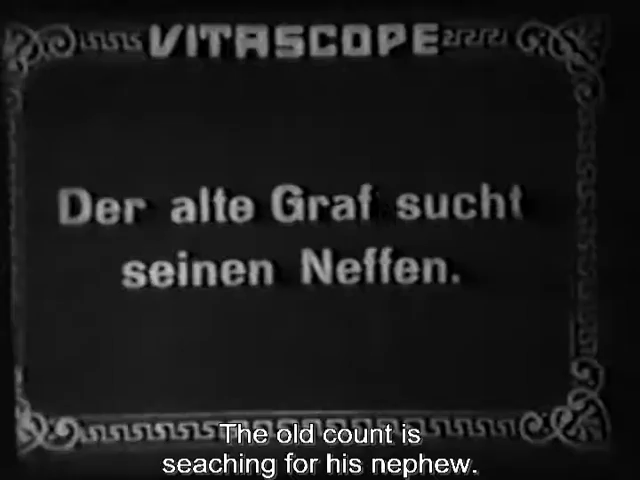 VITASCOPE
Der alte Graf sucht
seinen Neffen.
The old count is
seaching for his nephew.